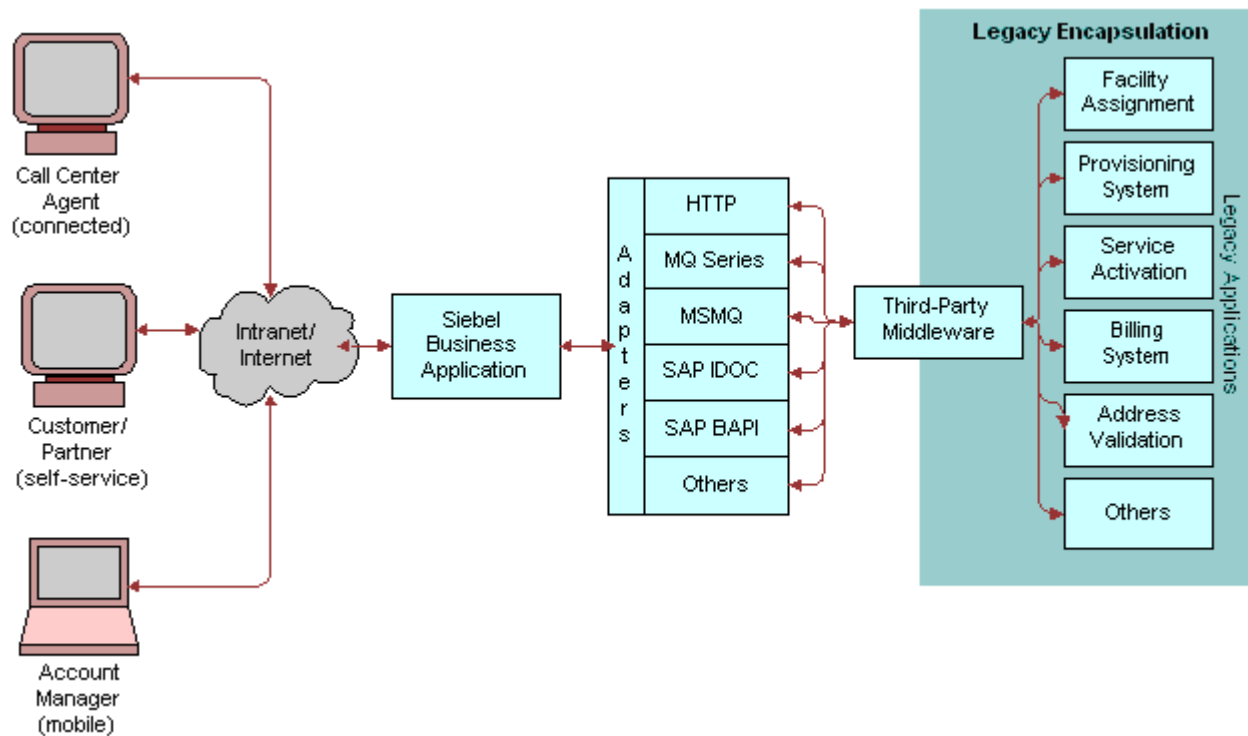 Call Center
Agent
(connected)
Customer/
Partner
(self-service)
Account
Manager
(mobile)
Intranet/
Internet
Siebel
Business
Application
Adapters
HTTP
MQ Series
MSMQ
SAP IDOC
SAP BAPI
Others
Third-Party
Middleware
Legacy Encapsulation
Facility
Assignment
Provisioning
System
Service
Activation
Billing
System
Address
Validation
Others
Legacy Applications